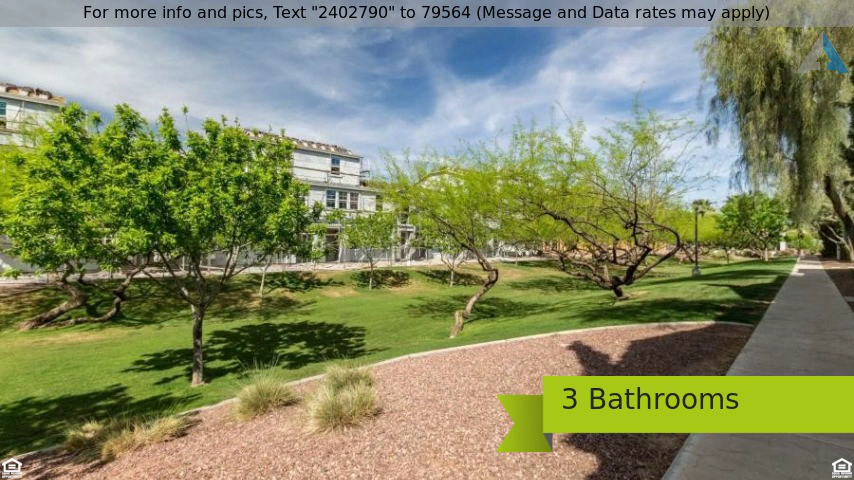 For more info and pics, Text "2402790" to 79564 (Message and Data rates may apply)
3 Bathrooms